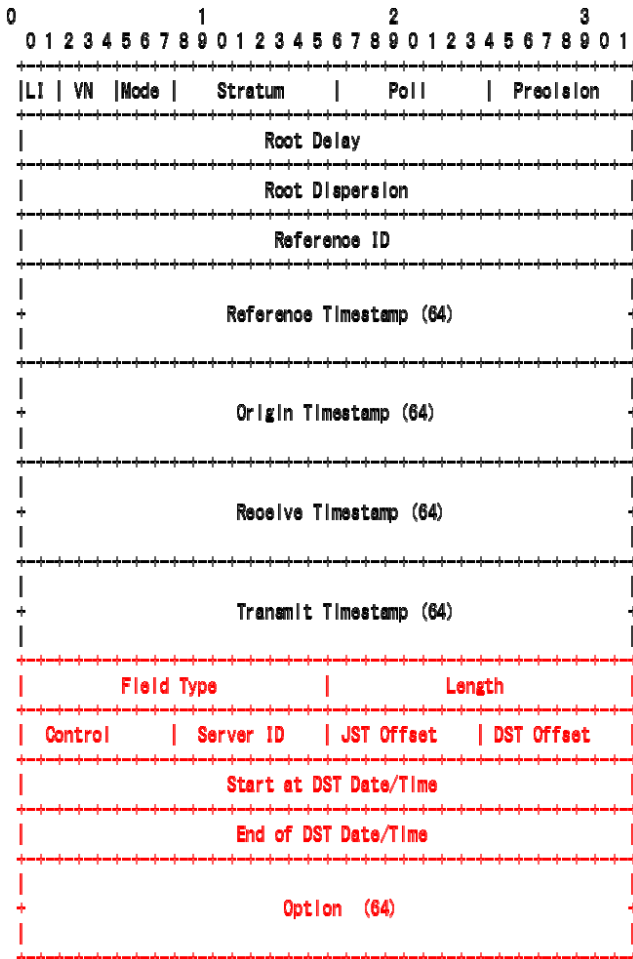 0 1 2 3
0 1 2 3 4 5 6 7 8 9 0 1 2 3 4 5 6 7 8 9 0 1 2 3 4 5 6 7 8 9 0 1
|LI | VN |Mode | Stratum | Poll | Precision |
Root Delay
Root Dispersion
Reference ID
Reference Timestamp (64)
Origin Timestamp (64)
Receive Timestamp (64)
Transmit Timestamp (64)
| Field Type | Length |
| Control | Server ID | JST Offset | DST Offset |
Start at DST Date/Time
End of DST Date/Time
Option (64)